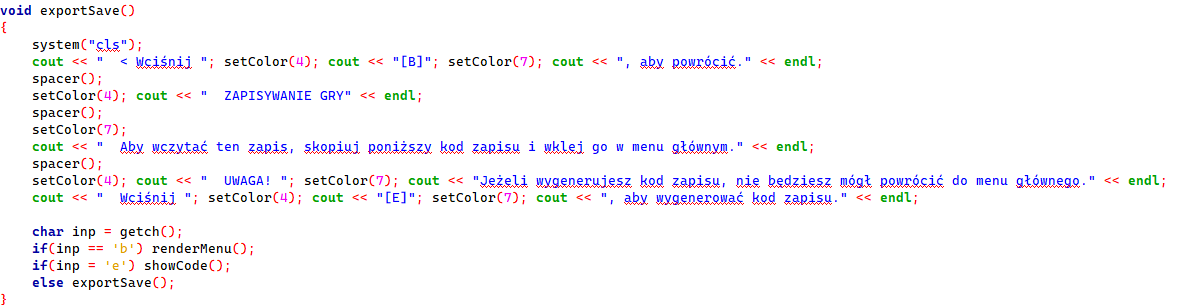 void exportSave()
{
    system("cls");
    cout << "  < Wciśnij "; setColor(4); cout << "[B]"; setColor(7); cout << ", aby powrócić." << endl;
    spacer();
    setColor(4); cout << "  ZAPISYWANIE GRY" << endl;
    spacer();
    setColor(7);
    cout << "  Aby wczytać ten zapis, skopiuj poniższy kod zapisu i wklej go w menu głównym." << endl;
    spacer();
    setColor(4); cout << "  UWAGA! "; setColor(7); cout << "Jeżeli wygenerujesz kod zapisu, nie będziesz mógł powrócić do menu głównego." << endl;
    cout << "  Wciśnij "; setColor(4); cout << "[E]"; setColor(7); cout << ", aby wygenerować kod zapisu." << endl;

    char inp = getch();
    if(inp == 'b') renderMenu();
    if(inp = 'e') showCode();
    else exportSave();
}